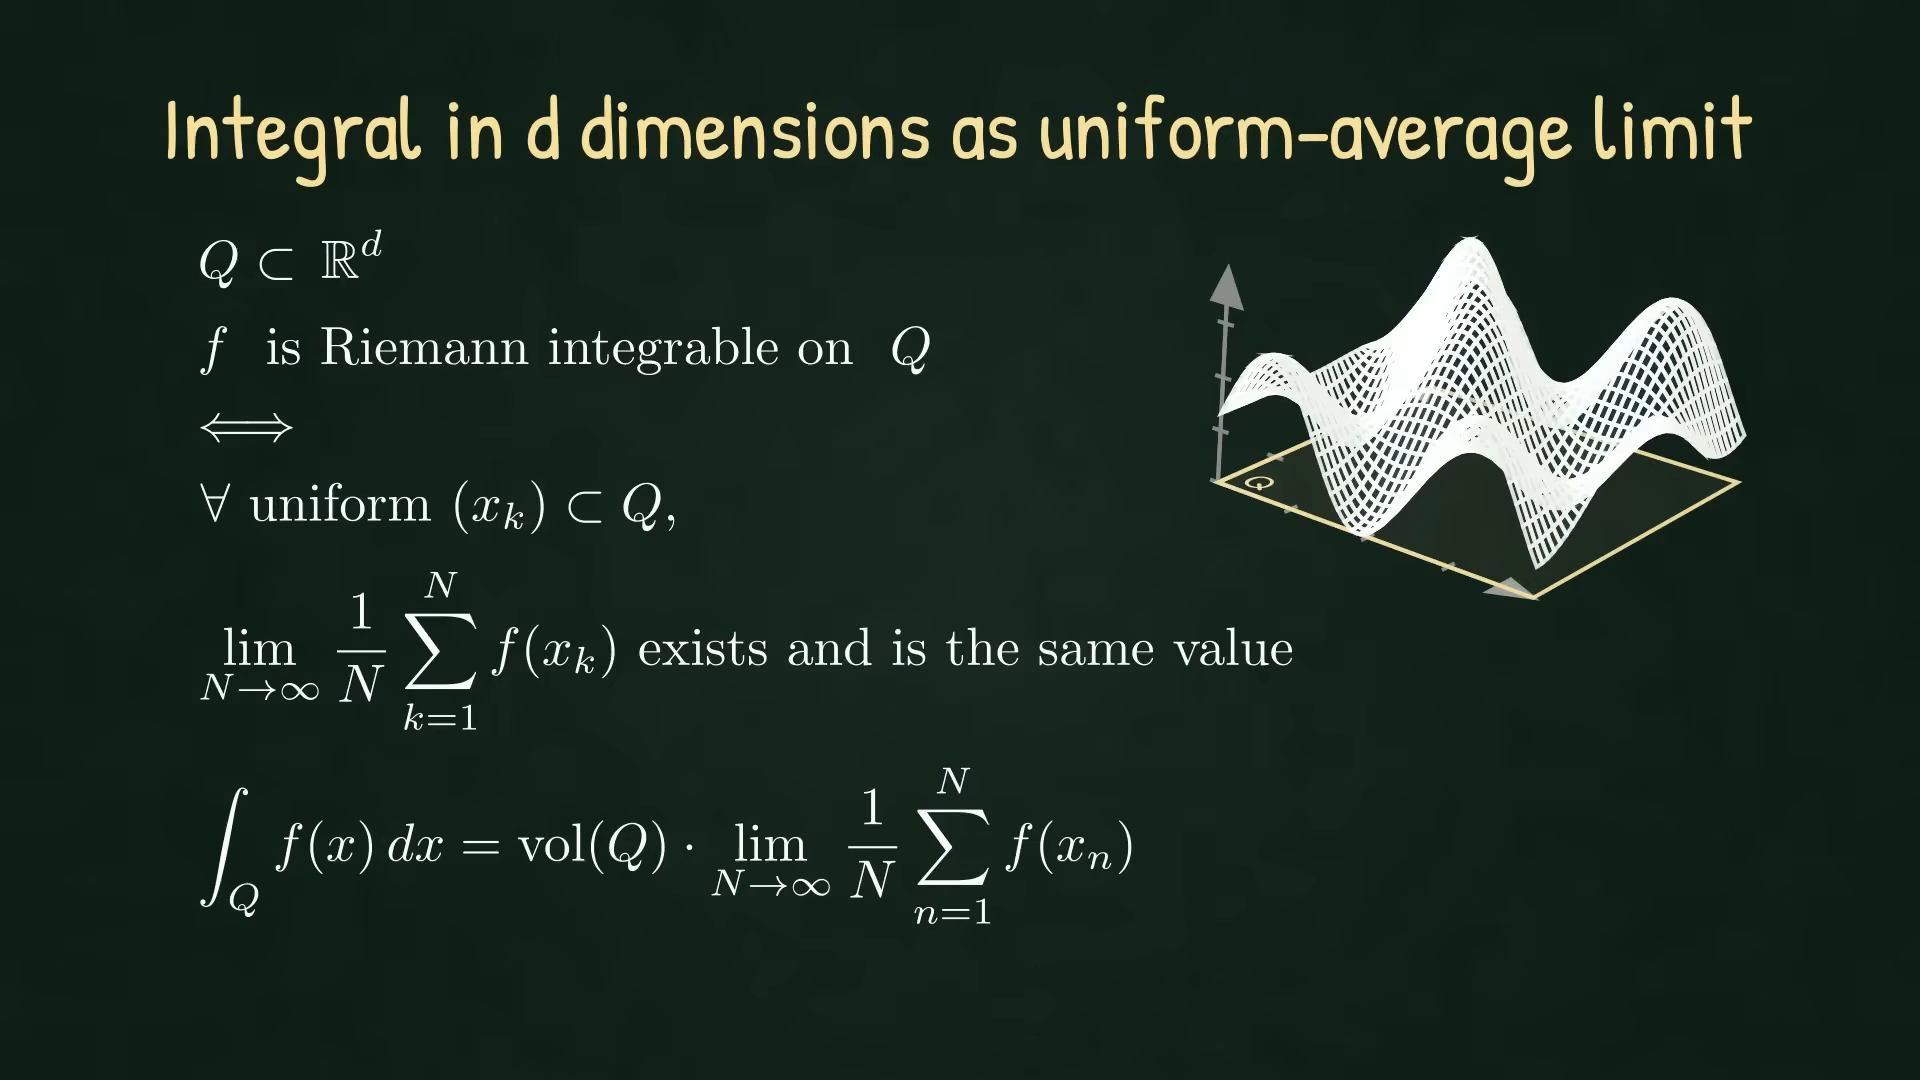 Integral in d dimensions as uniform-average limit
Q ⊂ ℝ^d
f is Riemann integrable on Q
⟺
∀ uniform (x_k) ⊂ Q,
lim_{N→∞} 1/N ∑_{k=1}^{N} f(x_k) exists and is the same value
∫_Q f(x) dx = vol(Q) · lim_{N→∞} 1/N ∑_{n=1}^{N} f(x_n)
Q